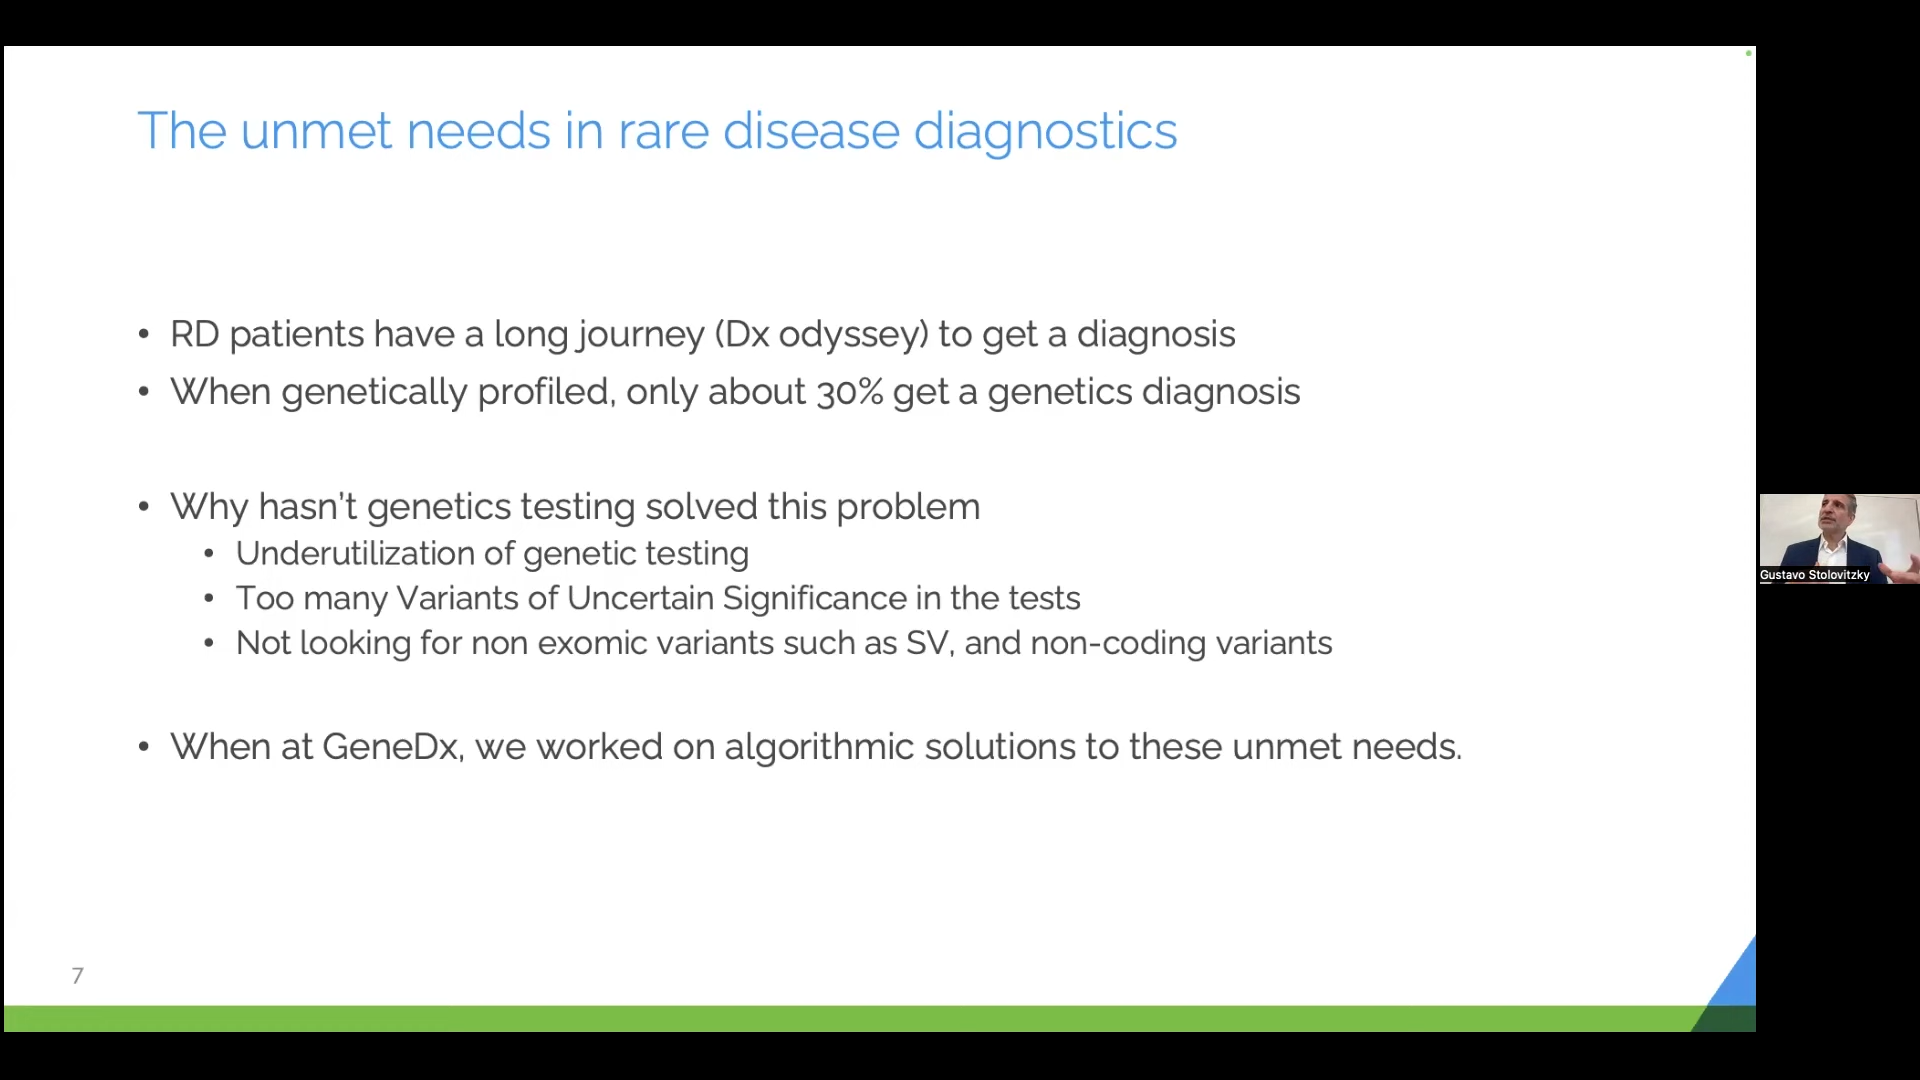 The unmet needs in rare disease diagnostics
• RD patients have a long journey (Dx odyssey) to get a diagnosis
• When genetically profiled, only about 30% get a genetics diagnosis
• Why hasn't genetics testing solved this problem
• Underutilization of genetic testing
• Too many Variants of Uncertain Significance in the tests
• Not looking for non exomic variants such as SV, and non-coding variants
• When at GeneDx, we worked on algorithmic solutions to these unmet needs.
7
Gustavo Stolovitzky